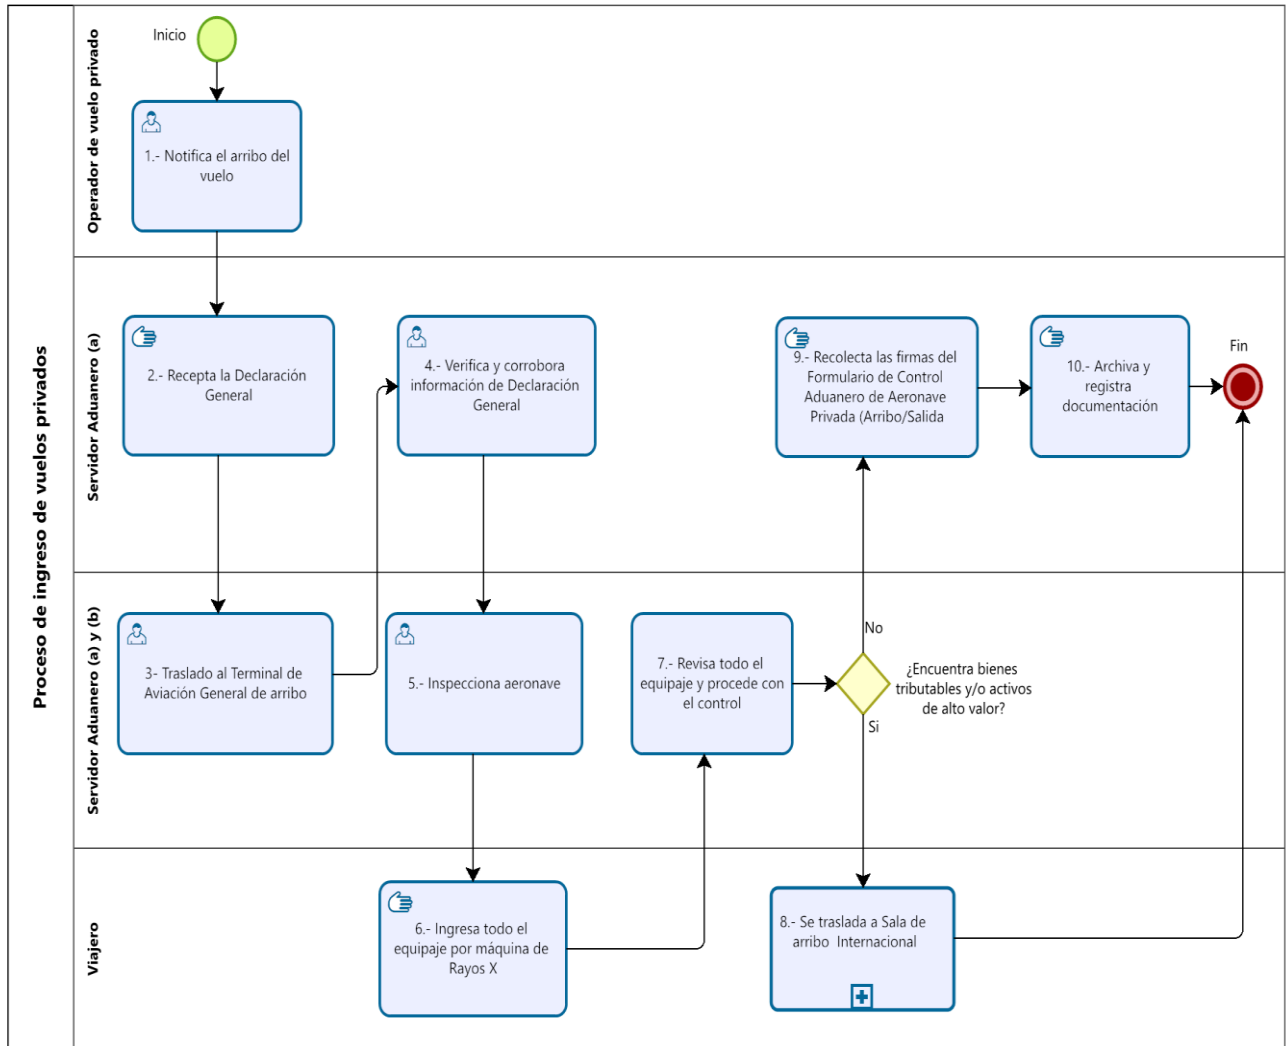 Proceso de ingreso de vuelos privados
Operador de vuelo privado
Inicio
1.- Notifica el arribo del
vuelo
Servidor Aduanero (a)
2.- Recepta la Declaración
General
4.- Verifica y corrobora
información de Declaración
General
9.- Recolecta las firmas del
Formulario de Control
Aduanero de Aeronave
Privada (Arribo/Salida
10.- Archiva y
registra
documentación
Fin
Servidor Aduanero (a) y (b)
3- Traslado al Terminal de
Aviación General de arribo
5.- Inspecciona aeronave
7.- Revisa todo el
equipaje y procede con
el control
No
¿Encuentra bienes
tributables y/o activos
de alto valor?
Si
Viajero
6.- Ingresa todo el
equipaje por máquina de
Rayos X
8.- Se traslada a Sala de
arribo Internacional